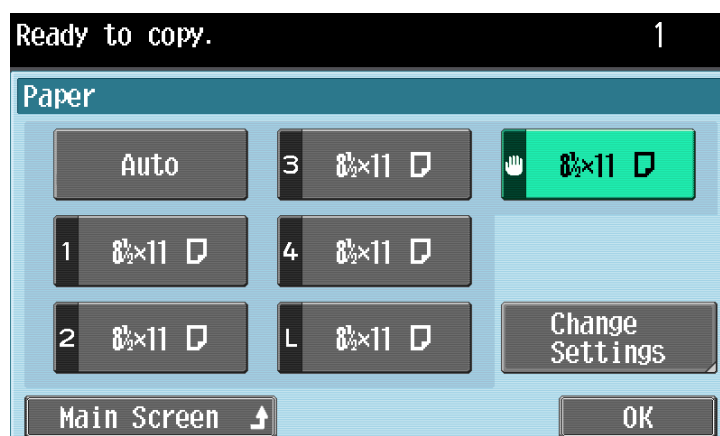 Ready to copy. 1
Paper
Auto
3 8½×11
8½×11
1 8½×11
4 8½×11
2 8½×11
L 8½×11
Change
Settings
Main Screen
OK